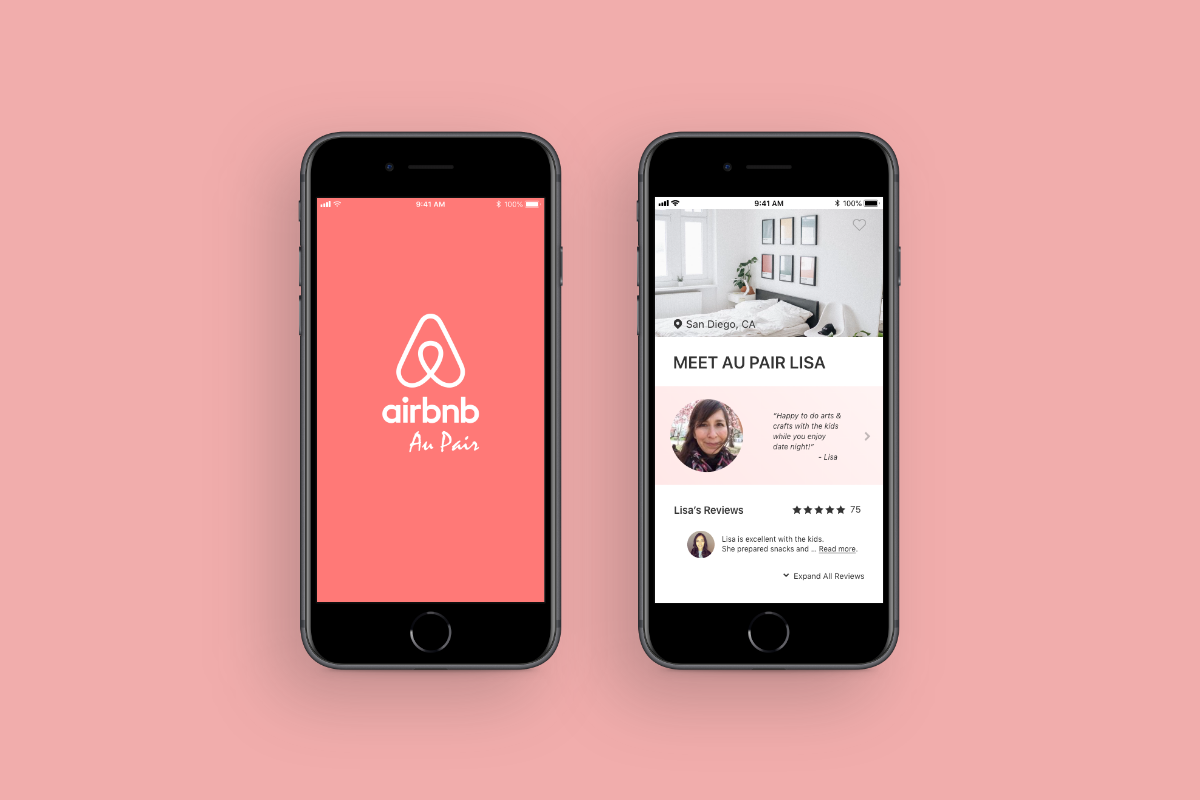 9:41 AM
100%
airbnb
Au Pair
9:41 AM
100%
San Diego, CA
MEET AU PAIR LISA
“Happy to do arts &
crafts with the kids
while you enjoy
date night!”
- Lisa
Lisa’s Reviews
75
Lisa is excellent with the kids.
She prepared snacks and ... Read more.
Expand All Reviews